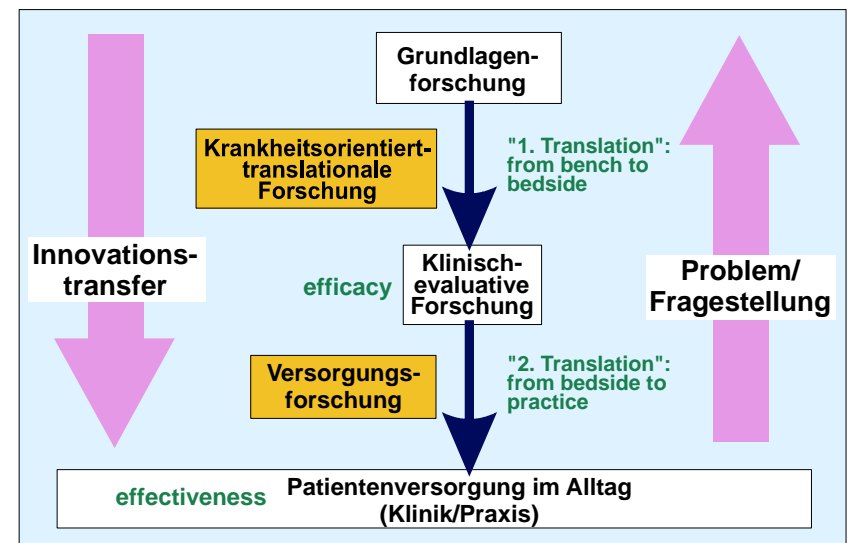 Grundlagen-
forschung
Krankheitsorientiert-
translationale
Forschung
"1. Translation":
from bench to
bedside
Innovations-
transfer
efficacy
Klinisch-
evaluative
Forschung
Problem/
Fragestellung
Versorgungs-
forschung
"2. Translation":
from bedside to
practice
effectiveness
Patientenversorgung im Alltag
(Klinik/Praxis)